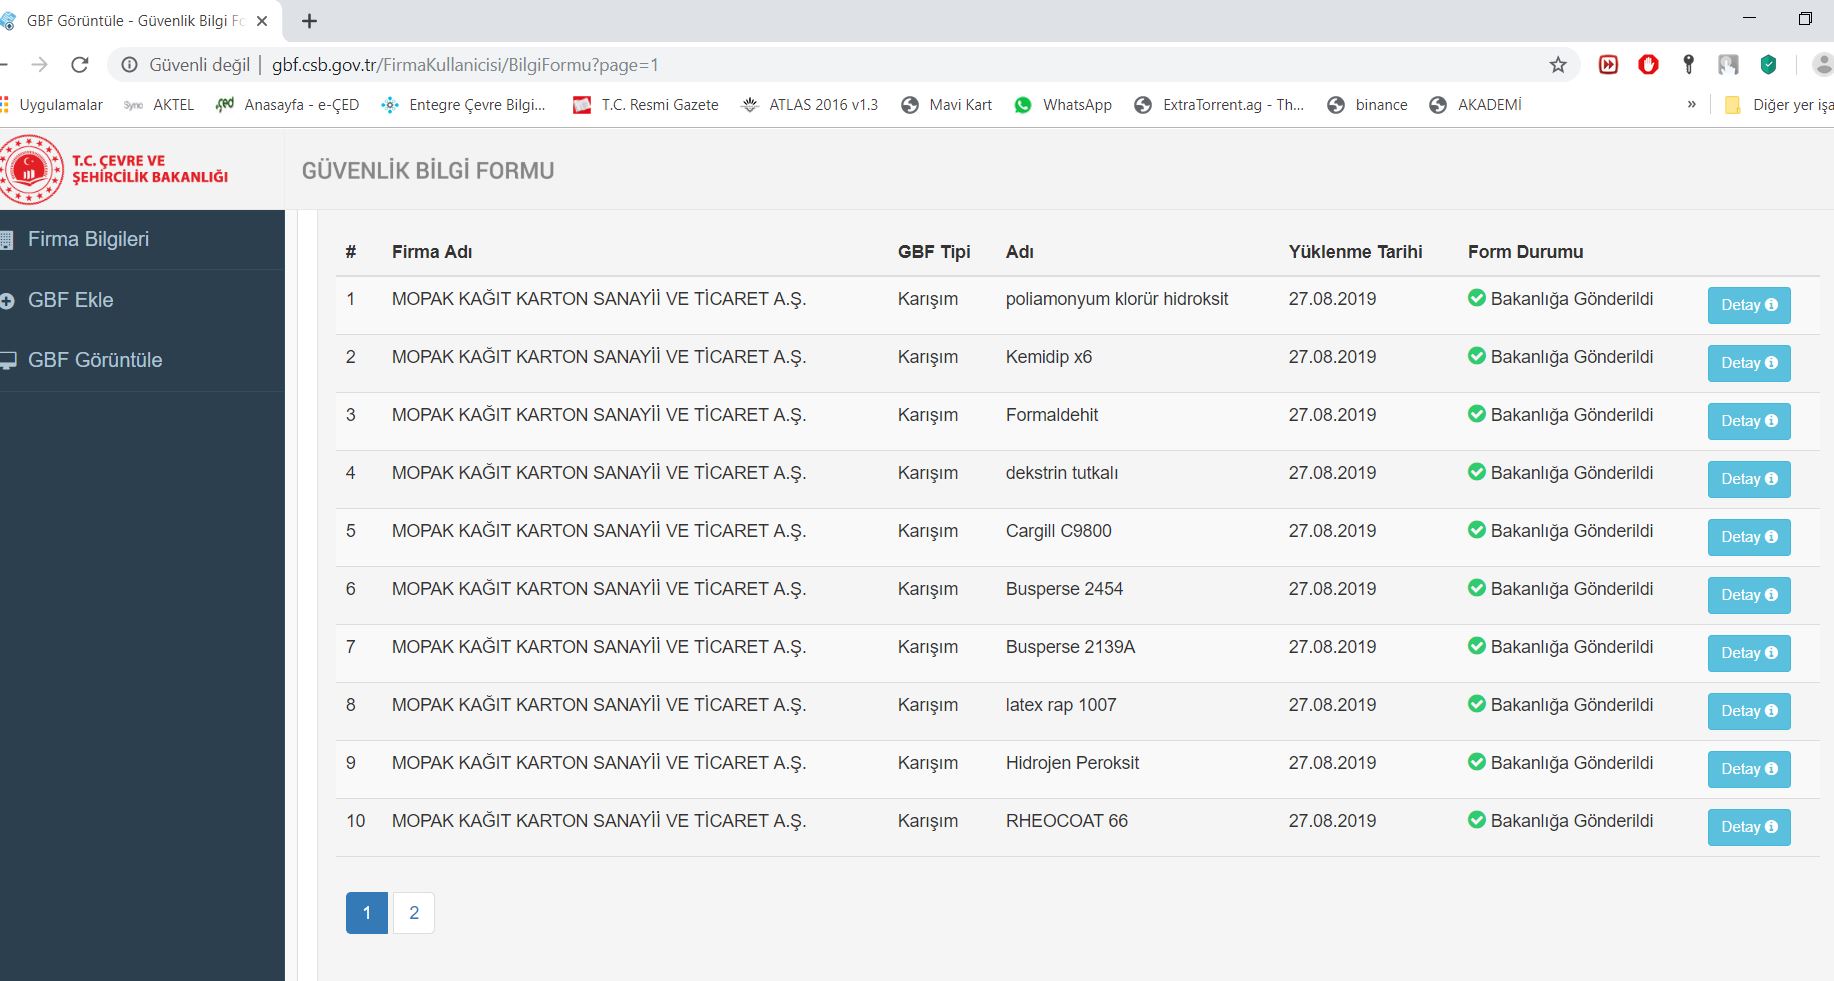 GBF Görüntüle - Güvenlik Bilgi Fo
Güvenli değil | gbf.csb.gov.tr/FirmaKullanicisi/BilgiFormu?page=1
Uygulamalar Sync AKTEL çed Anasayfa - e-ÇED Entegre Çevre Bilgi... T.C. Resmi Gazete ATLAS 2016 v1.3 Mavi Kart WhatsApp ExtraTorrent.ag - Th... binance AKADEMİ » Diğer yer işa
T.C. ÇEVRE VE
ŞEHİRCİLİK BAKANLIĞI
GÜVENLİK BİLGİ FORMU
Firma Bilgileri
GBF Ekle
GBF Görüntüle
# Firma Adı GBF Tipi Adı Yüklenme Tarihi Form Durumu
1 MOPAK KAĞIT KARTON SANAYİİ VE TİCARET A.Ş. Karışım poliamonyum klorür hidroksit 27.08.2019 Bakanlığa Gönderildi Detay
2 MOPAK KAĞIT KARTON SANAYİİ VE TİCARET A.Ş. Karışım Kemidip x6 27.08.2019 Bakanlığa Gönderildi Detay
3 MOPAK KAĞIT KARTON SANAYİİ VE TİCARET A.Ş. Karışım Formaldehit 27.08.2019 Bakanlığa Gönderildi Detay
4 MOPAK KAĞIT KARTON SANAYİİ VE TİCARET A.Ş. Karışım dekstrin tutkalı 27.08.2019 Bakanlığa Gönderildi Detay
5 MOPAK KAĞIT KARTON SANAYİİ VE TİCARET A.Ş. Karışım Cargill C9800 27.08.2019 Bakanlığa Gönderildi Detay
6 MOPAK KAĞIT KARTON SANAYİİ VE TİCARET A.Ş. Karışım Busperse 2454 27.08.2019 Bakanlığa Gönderildi Detay
7 MOPAK KAĞIT KARTON SANAYİİ VE TİCARET A.Ş. Karışım Busperse 2139A 27.08.2019 Bakanlığa Gönderildi Detay
8 MOPAK KAĞIT KARTON SANAYİİ VE TİCARET A.Ş. Karışım latex rap 1007 27.08.2019 Bakanlığa Gönderildi Detay
9 MOPAK KAĞIT KARTON SANAYİİ VE TİCARET A.Ş. Karışım Hidrojen Peroksit 27.08.2019 Bakanlığa Gönderildi Detay
10 MOPAK KAĞIT KARTON SANAYİİ VE TİCARET A.Ş. Karışım RHEOCOAT 66 27.08.2019 Bakanlığa Gönderildi Detay
1 2